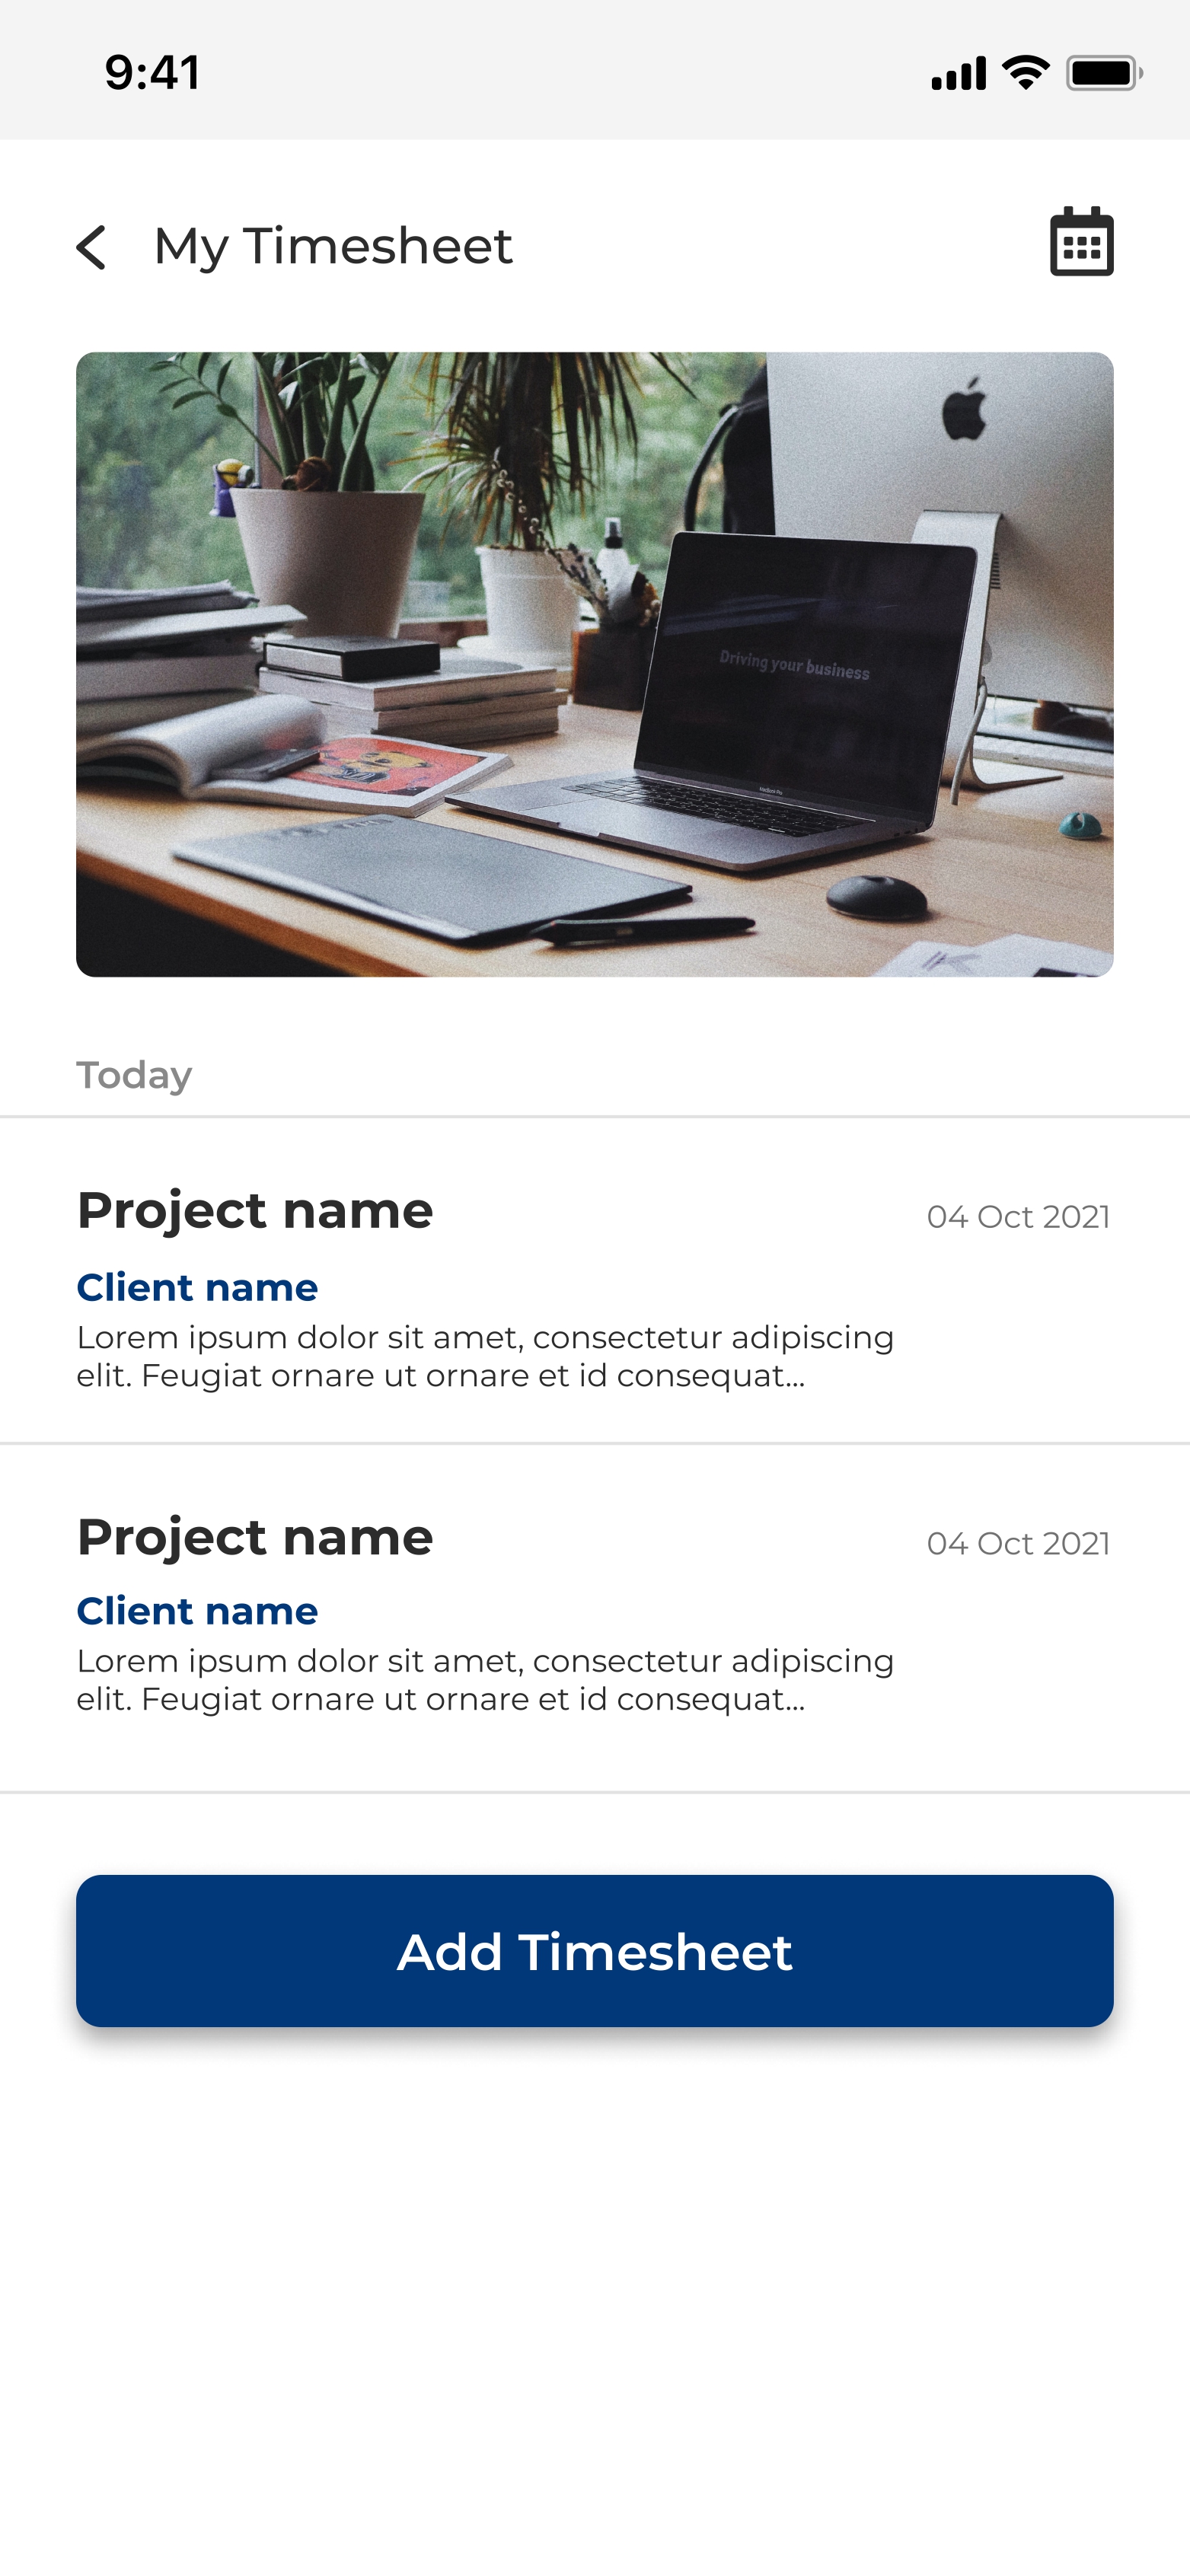 9:41
My Timesheet
Driving your business
MacBook Pro
Today
Project name
04 Oct 2021
Client name
Lorem ipsum dolor sit amet, consectetur adipiscing
elit. Feugiat ornare ut ornare et id consequat...
Project name
04 Oct 2021
Client name
Lorem ipsum dolor sit amet, consectetur adipiscing
elit. Feugiat ornare ut ornare et id consequat...
Add Timesheet